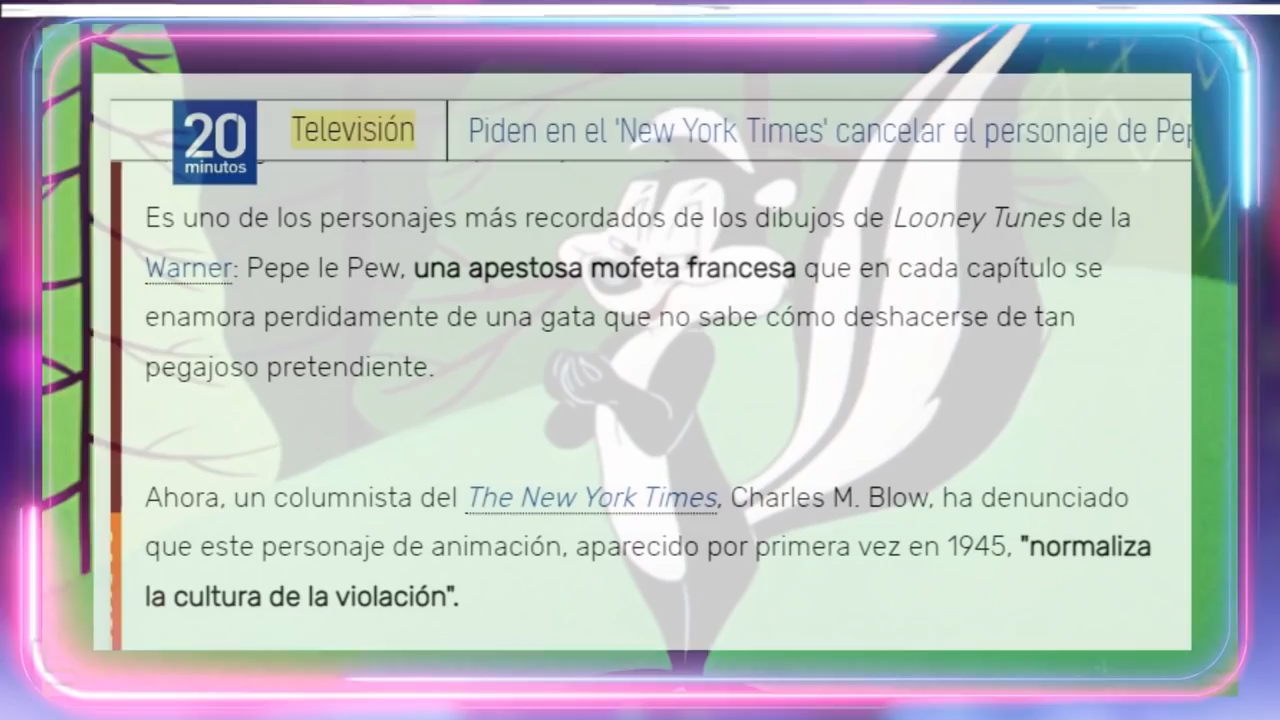 20
minutos
Televisión
Piden en el 'New York Times' cancelar el personaje de Pep
Es uno de los personajes más recordados de los dibujos de Looney Tunes de la
Warner: Pepe le Pew, una apestosa mofeta francesa que en cada capítulo se
enamora perdidamente de una gata que no sabe cómo deshacerse de tan
pegajoso pretendiente.
Ahora, un columnista del The New York Times, Charles M. Blow, ha denunciado
que este personaje de animación, aparecido por primera vez en 1945, "normaliza
la cultura de la violación".